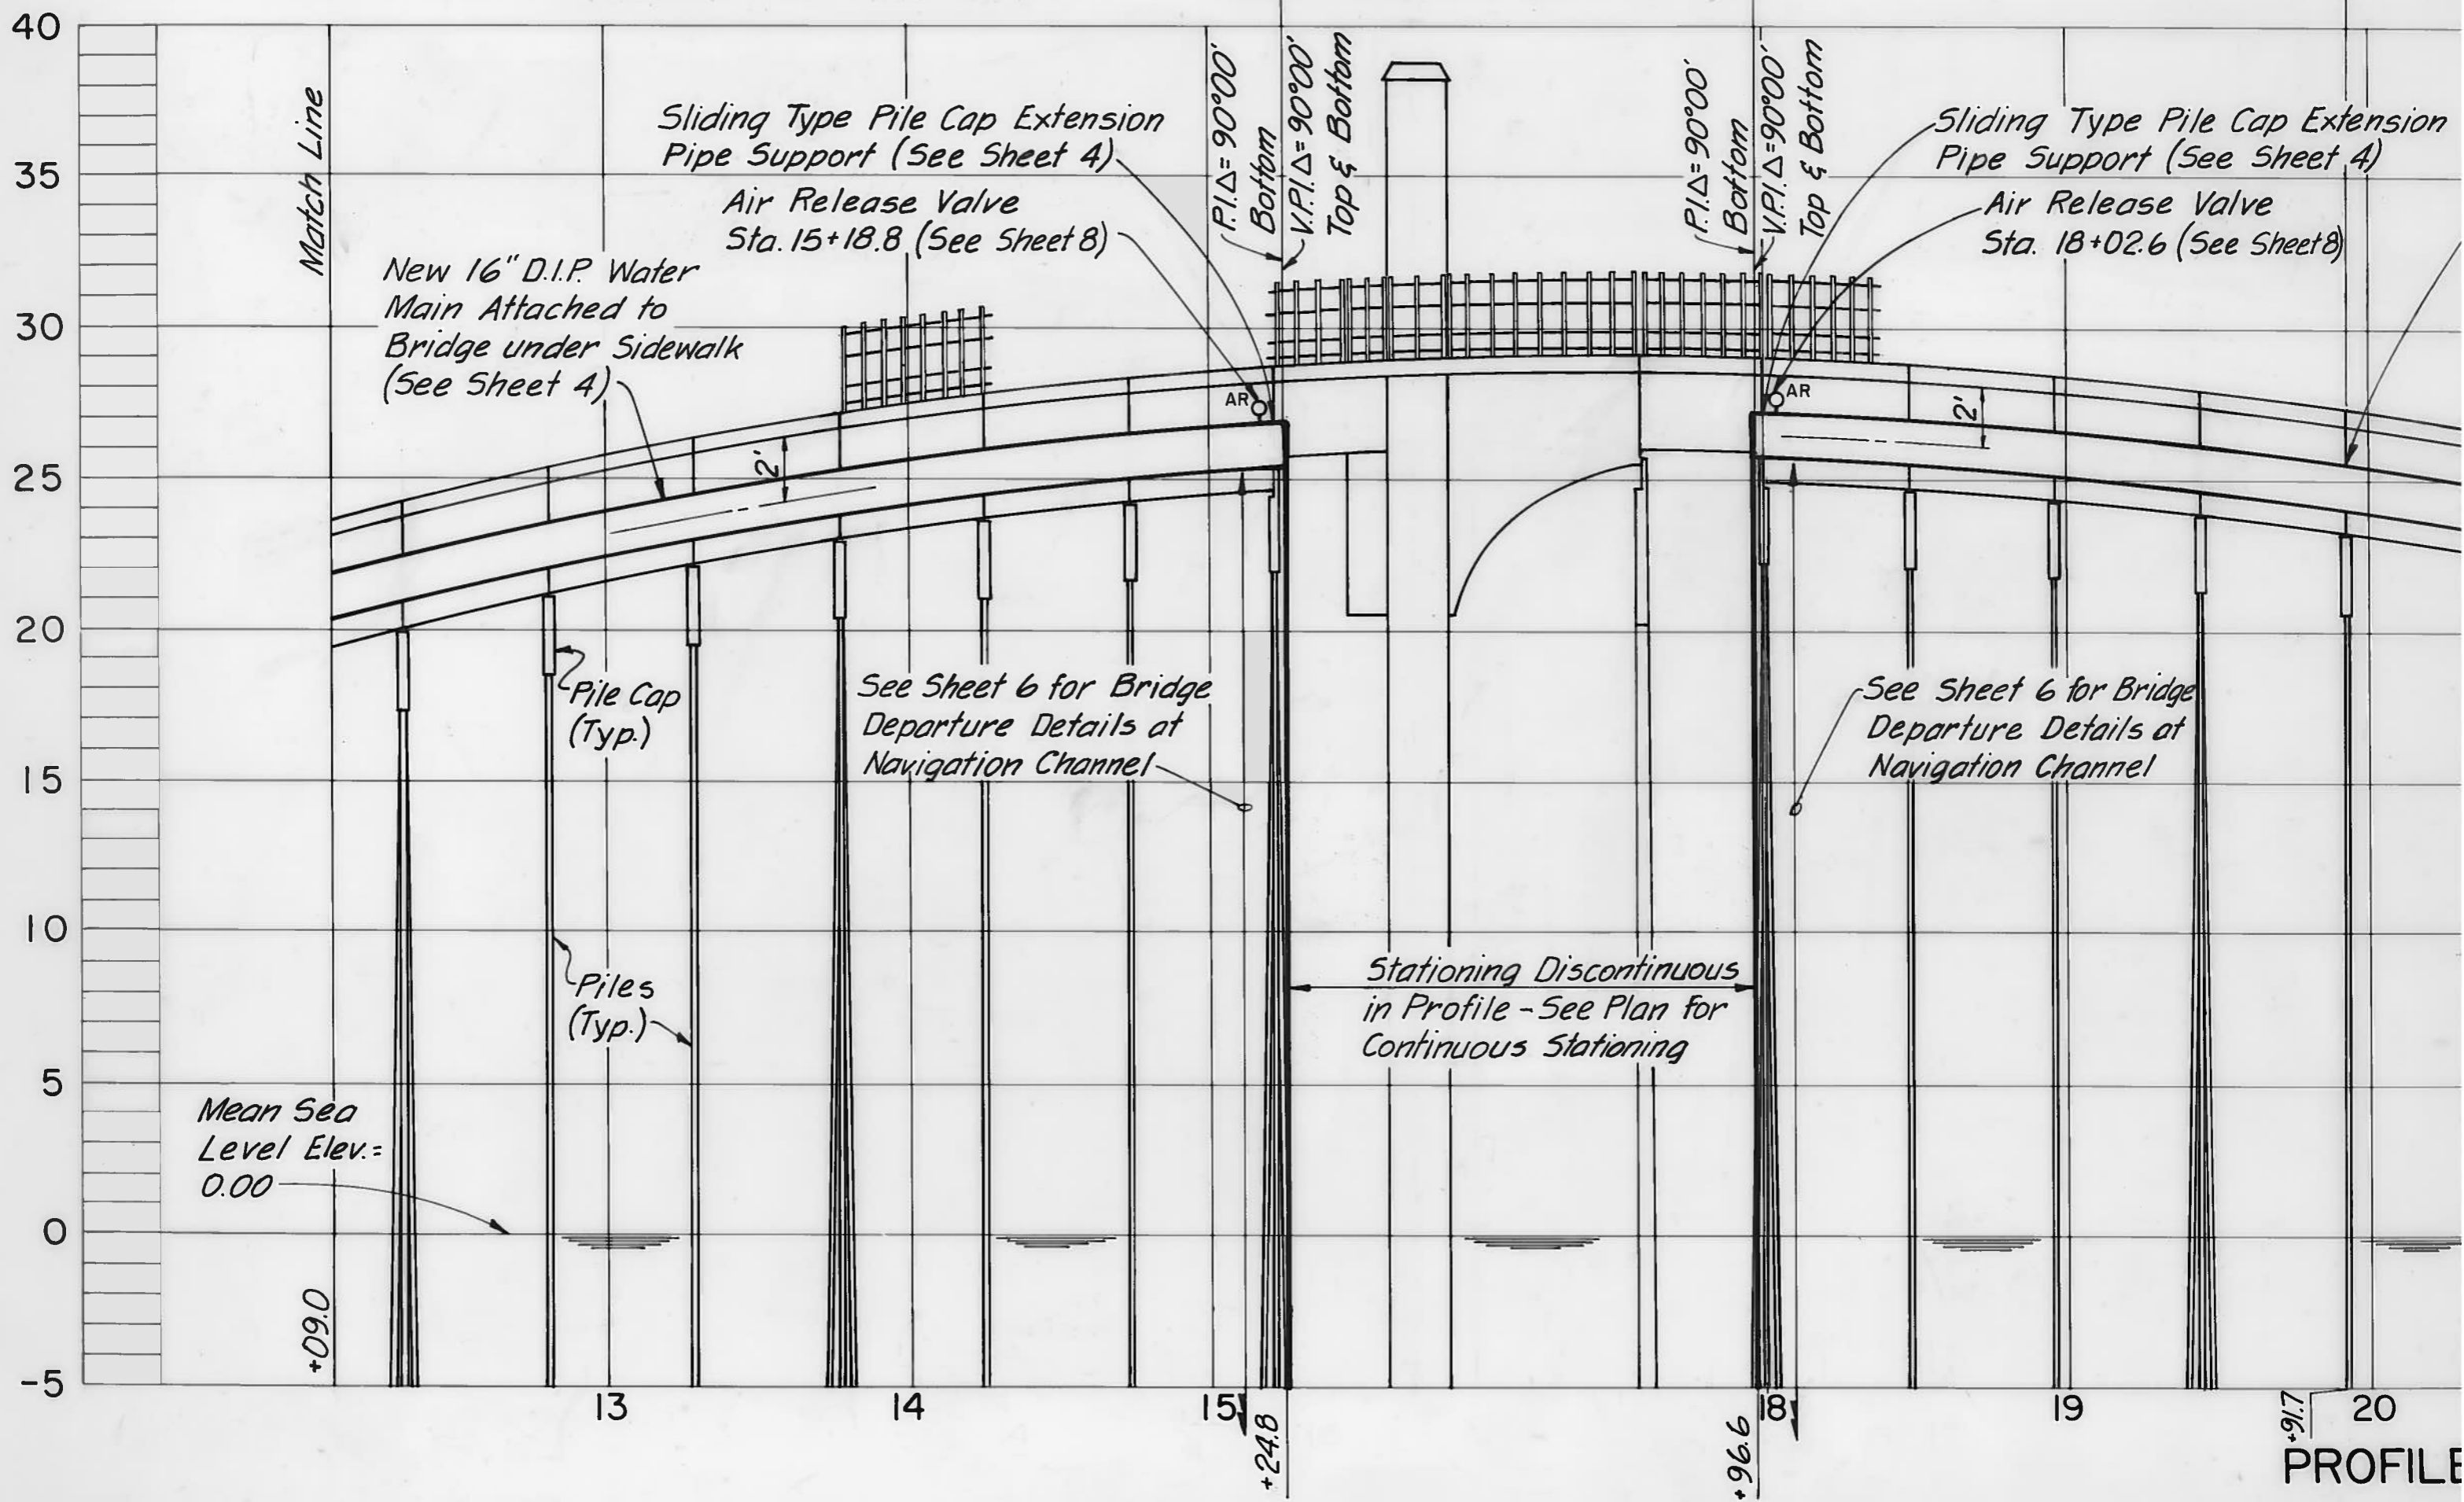 40
35
30
25
20
15
10
5
0
-5
Match Line
New 16" D.I.P. Water
Main Attached to
Bridge under Sidewalk
(See Sheet 4)
Sliding Type Pile Cap Extension
Pipe Support (See Sheet 4)
Air Release Valve
Sta. 15+18.8 (See Sheet 8)
P.I.Δ=90°00'
Bottom
V.P.I.Δ=90°00'
Top & Bottom
P.I.Δ=90°00'
Bottom
V.P.I.Δ=90°00'
Top & Bottom
Sliding Type Pile Cap Extension
Pipe Support (See Sheet 4)
Air Release Valve
Sta. 18+02.6 (See Sheet 8)
AR
AR
2'
2'
Pile Cap
(Typ.)
See Sheet 6 for Bridge
Departure Details at
Navigation Channel
See Sheet 6 for Bridge
Departure Details at
Navigation Channel
Piles
(Typ.)
Stationing Discontinuous
in Profile - See Plan for
Continuous Stationing
Mean Sea
Level Elev.=
0.00
+09.0
13
14
15
+24.8
+96.6
18
19
+91.7
20
PROFILE